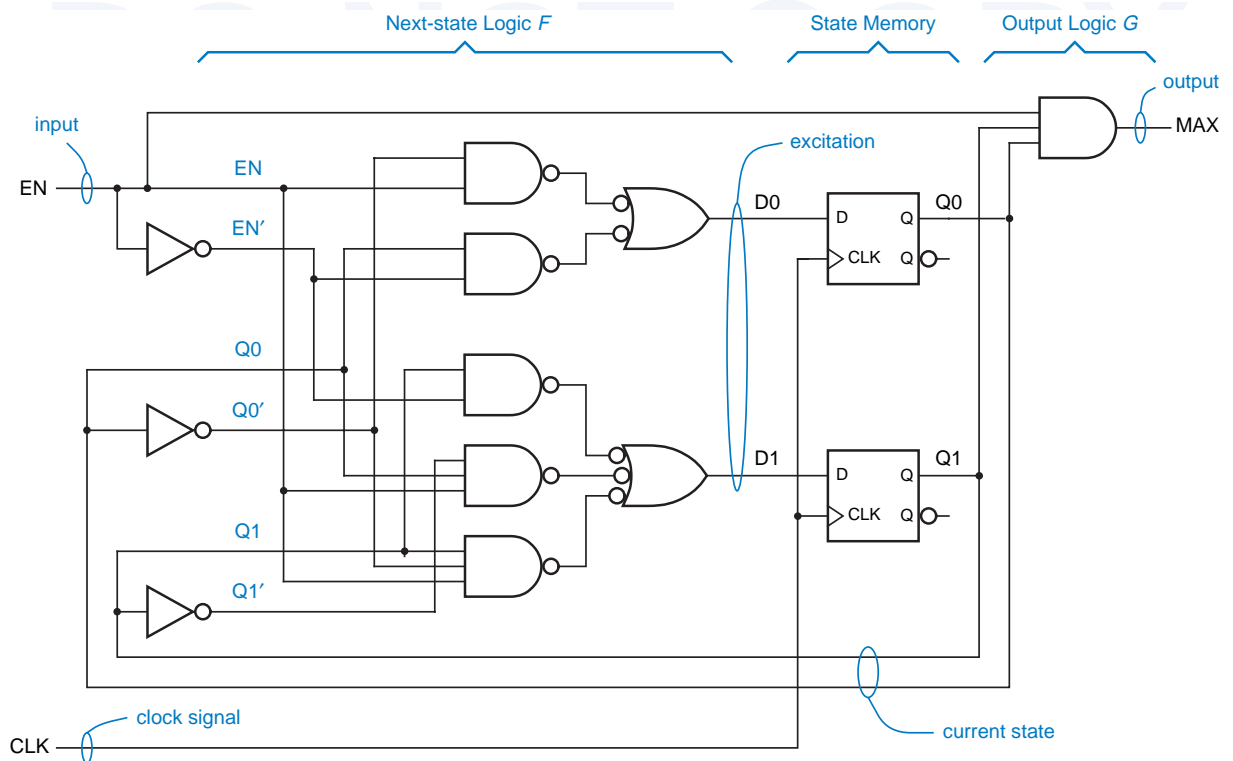 Next-state Logic F
State Memory
Output Logic G
output
input
MAX
excitation
EN
EN
EN′
D0
Q0
D
Q
CLK
Q
Q0
Q0′
D1
Q1
D
Q
CLK
Q
Q1
Q1′
clock signal
current state
CLK